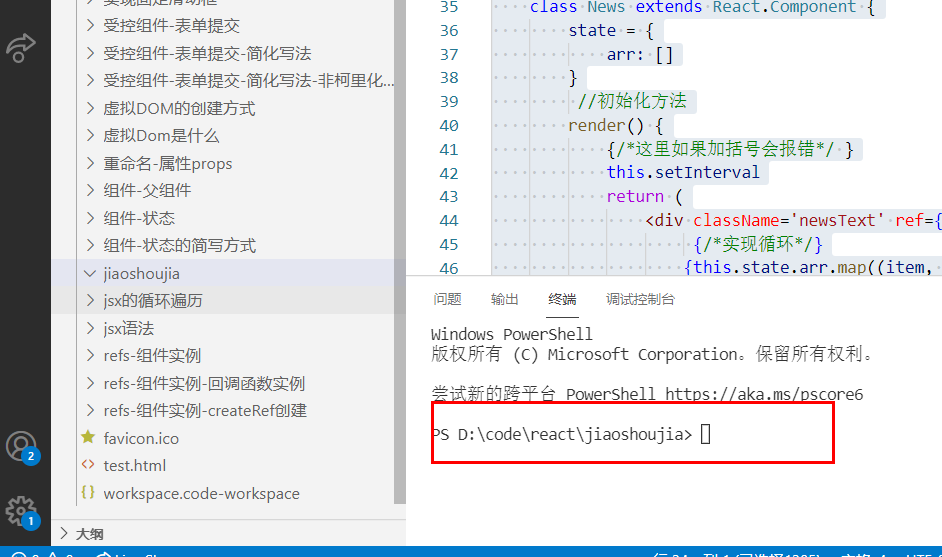 受控组件-表单提交
受控组件-表单提交-简化写法
受控组件-表单提交-简化写法-非柯里化...
虚拟DOM的创建方式
虚拟Dom是什么
重命名-属性props
组件-父组件
组件-状态
组件-状态的简写方式
jiaoshoujia
jsx的循环遍历
jsx语法
refs-组件实例
refs-组件实例-回调函数实例
refs-组件实例-createRef创建
favicon.ico
test.html
workspace.code-workspace
大纲
2
1
35 class News extends React.Component {
36 state = {
37 arr: []
38 }
39 //初始化方法
40 render() {
41 {/*这里如果加括号会报错*/ }
42 this.setInterval
43 return (
44 <div className='newsText' ref={
45 {/*实现循环*/}
46 {this.state.arr.map((item,
问题 输出 终端 调试控制台
Windows PowerShell
版权所有 (C) Microsoft Corporation。保留所有权利。
尝试新的跨平台 PowerShell https://aka.ms/pscore6
PS D:\code\react\jiaoshoujia>